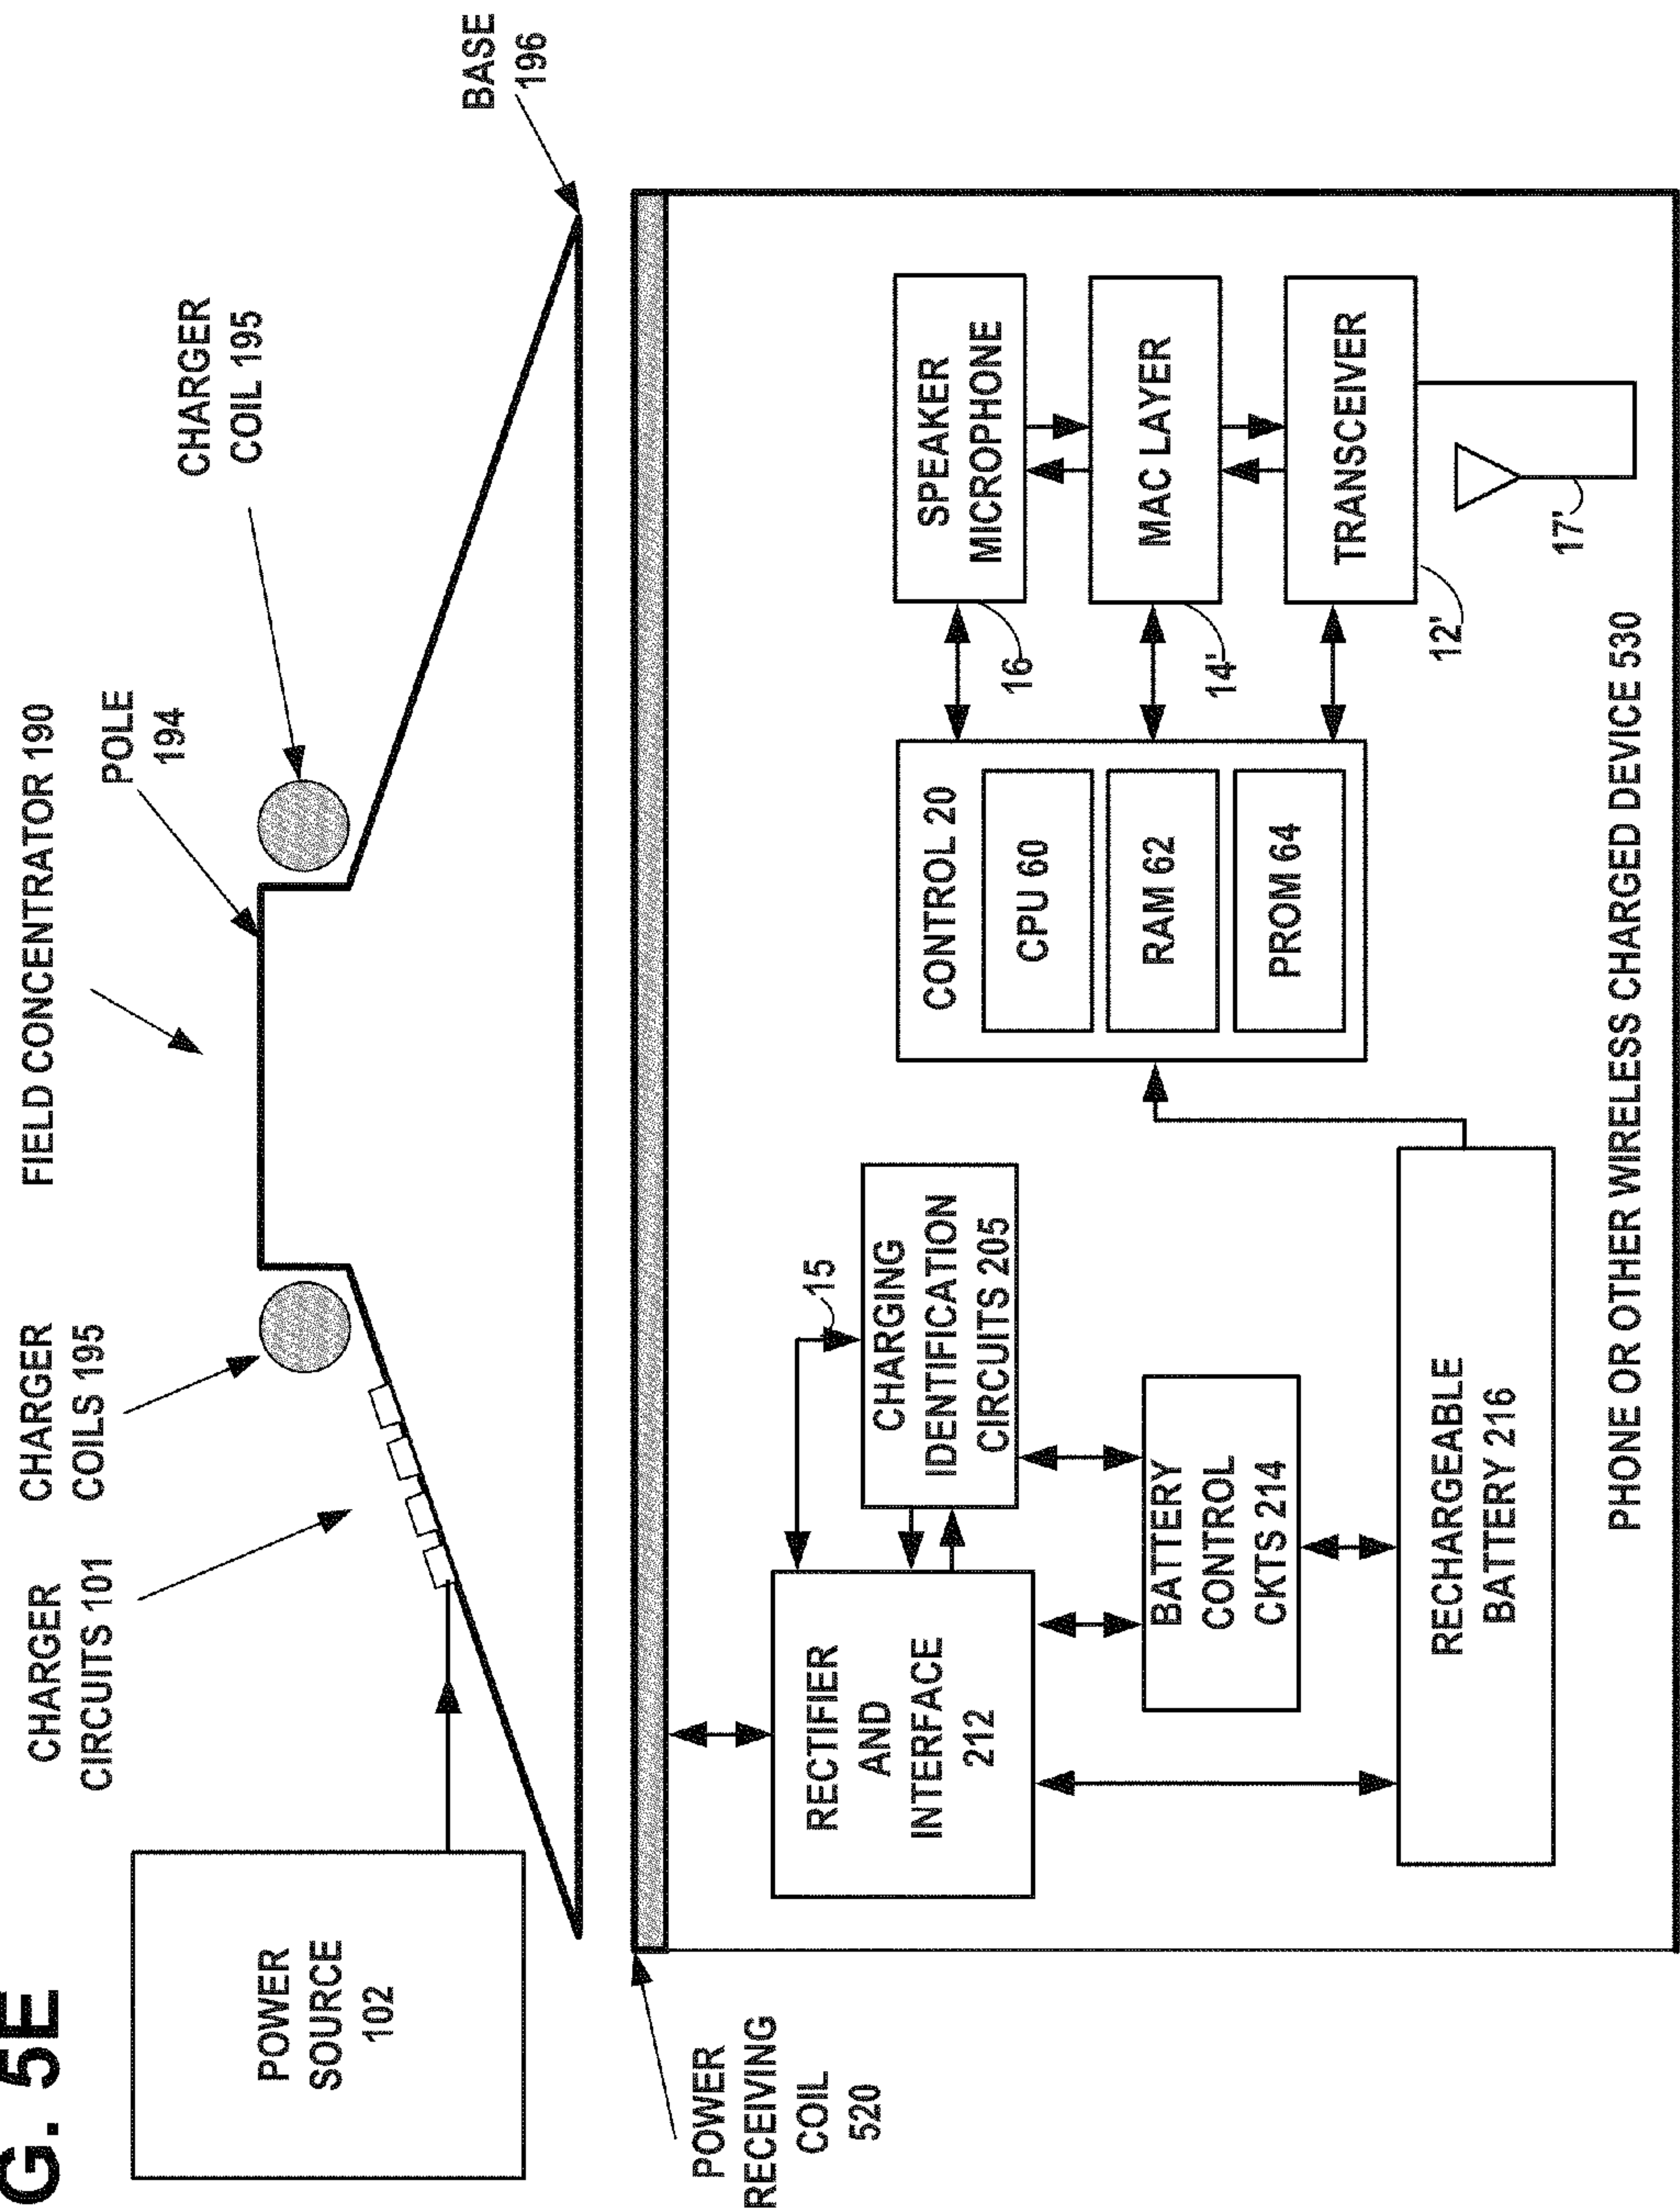 G. 5E
FIELD CONCENTRATOR 190
POLE
194
CHARGER
COILS 195
CHARGER
CIRCUITS 101
CHARGER
COIL 195
BASE
196
POWER
SOURCE
102
POWER
RECEIVING
COIL
520
RECTIFIER
AND
INTERFACE
212
15
CHARGING
IDENTIFICATION
CIRCUITS 205
BATTERY
CONTROL
CKTS 214
RECHARGEABLE
BATTERY 216
CONTROL 20
CPU 60
RAM 62
PROM 64
SPEAKER
MICROPHONE
16
MAC LAYER
14'
TRANSCEIVER
12'
17'
PHONE OR OTHER WIRELESS CHARGED DEVICE 530